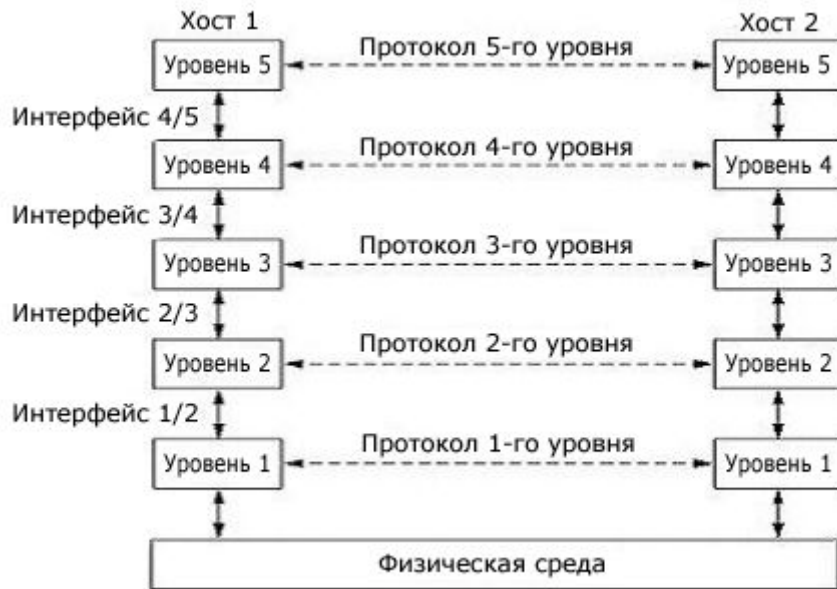 Хост 1 Хост 2
Уровень 5 Протокол 5-го уровня Уровень 5
Интерфейс 4/5
Уровень 4 Протокол 4-го уровня Уровень 4
Интерфейс 3/4
Уровень 3 Протокол 3-го уровня Уровень 3
Интерфейс 2/3
Уровень 2 Протокол 2-го уровня Уровень 2
Интерфейс 1/2
Уровень 1 Протокол 1-го уровня Уровень 1
Физическая среда